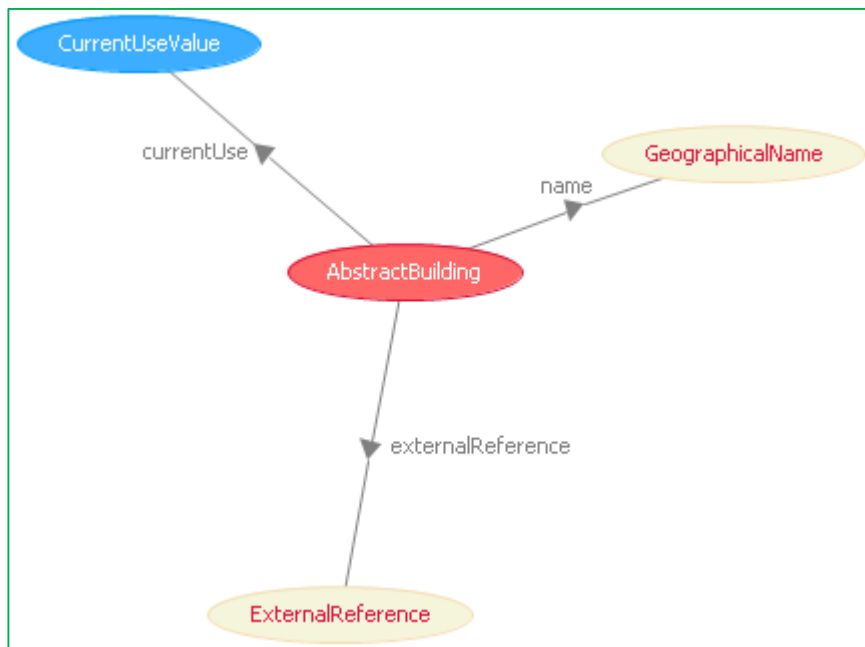 CurrentUseValue
currentUse
GeographicalName
name
AbstractBuilding
externalReference
ExternalReference